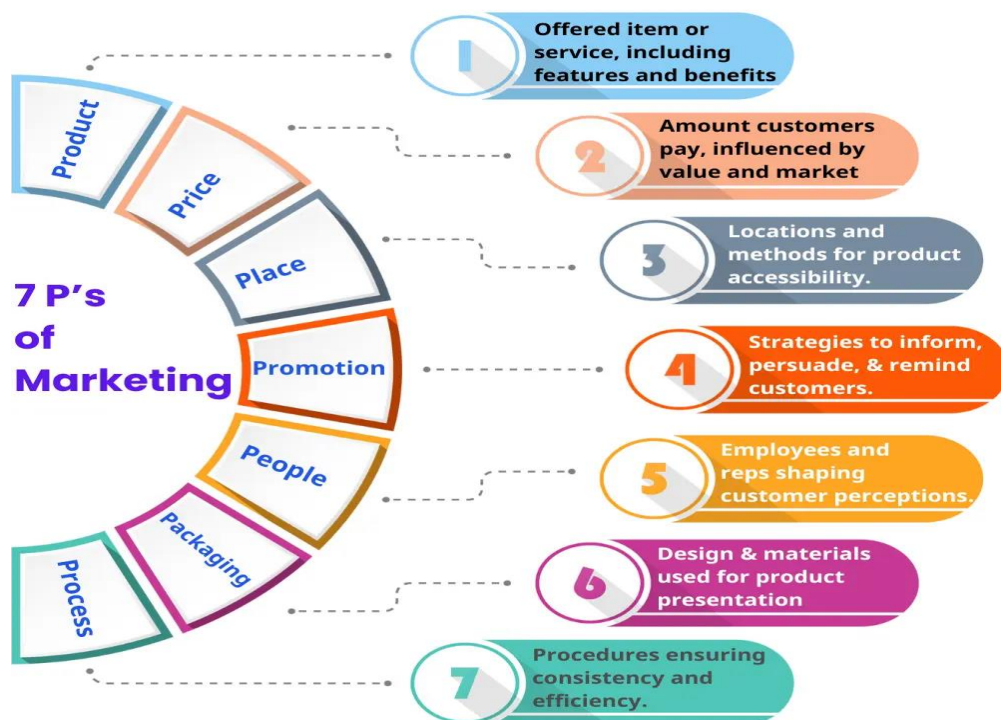 7 P’s
of
Marketing
Product
Price
Place
Promotion
People
Packaging
Process
1
Offered item or
service, including
features and benefits
2
Amount customers
pay, influenced by
value and market
3
Locations and
methods for product
accessibility.
4
Strategies to inform,
persuade, & remind
customers.
5
Employees and
reps shaping
customer perceptions.
6
Design & materials
used for product
presentation
7
Procedures ensuring
consistency and
efficiency.